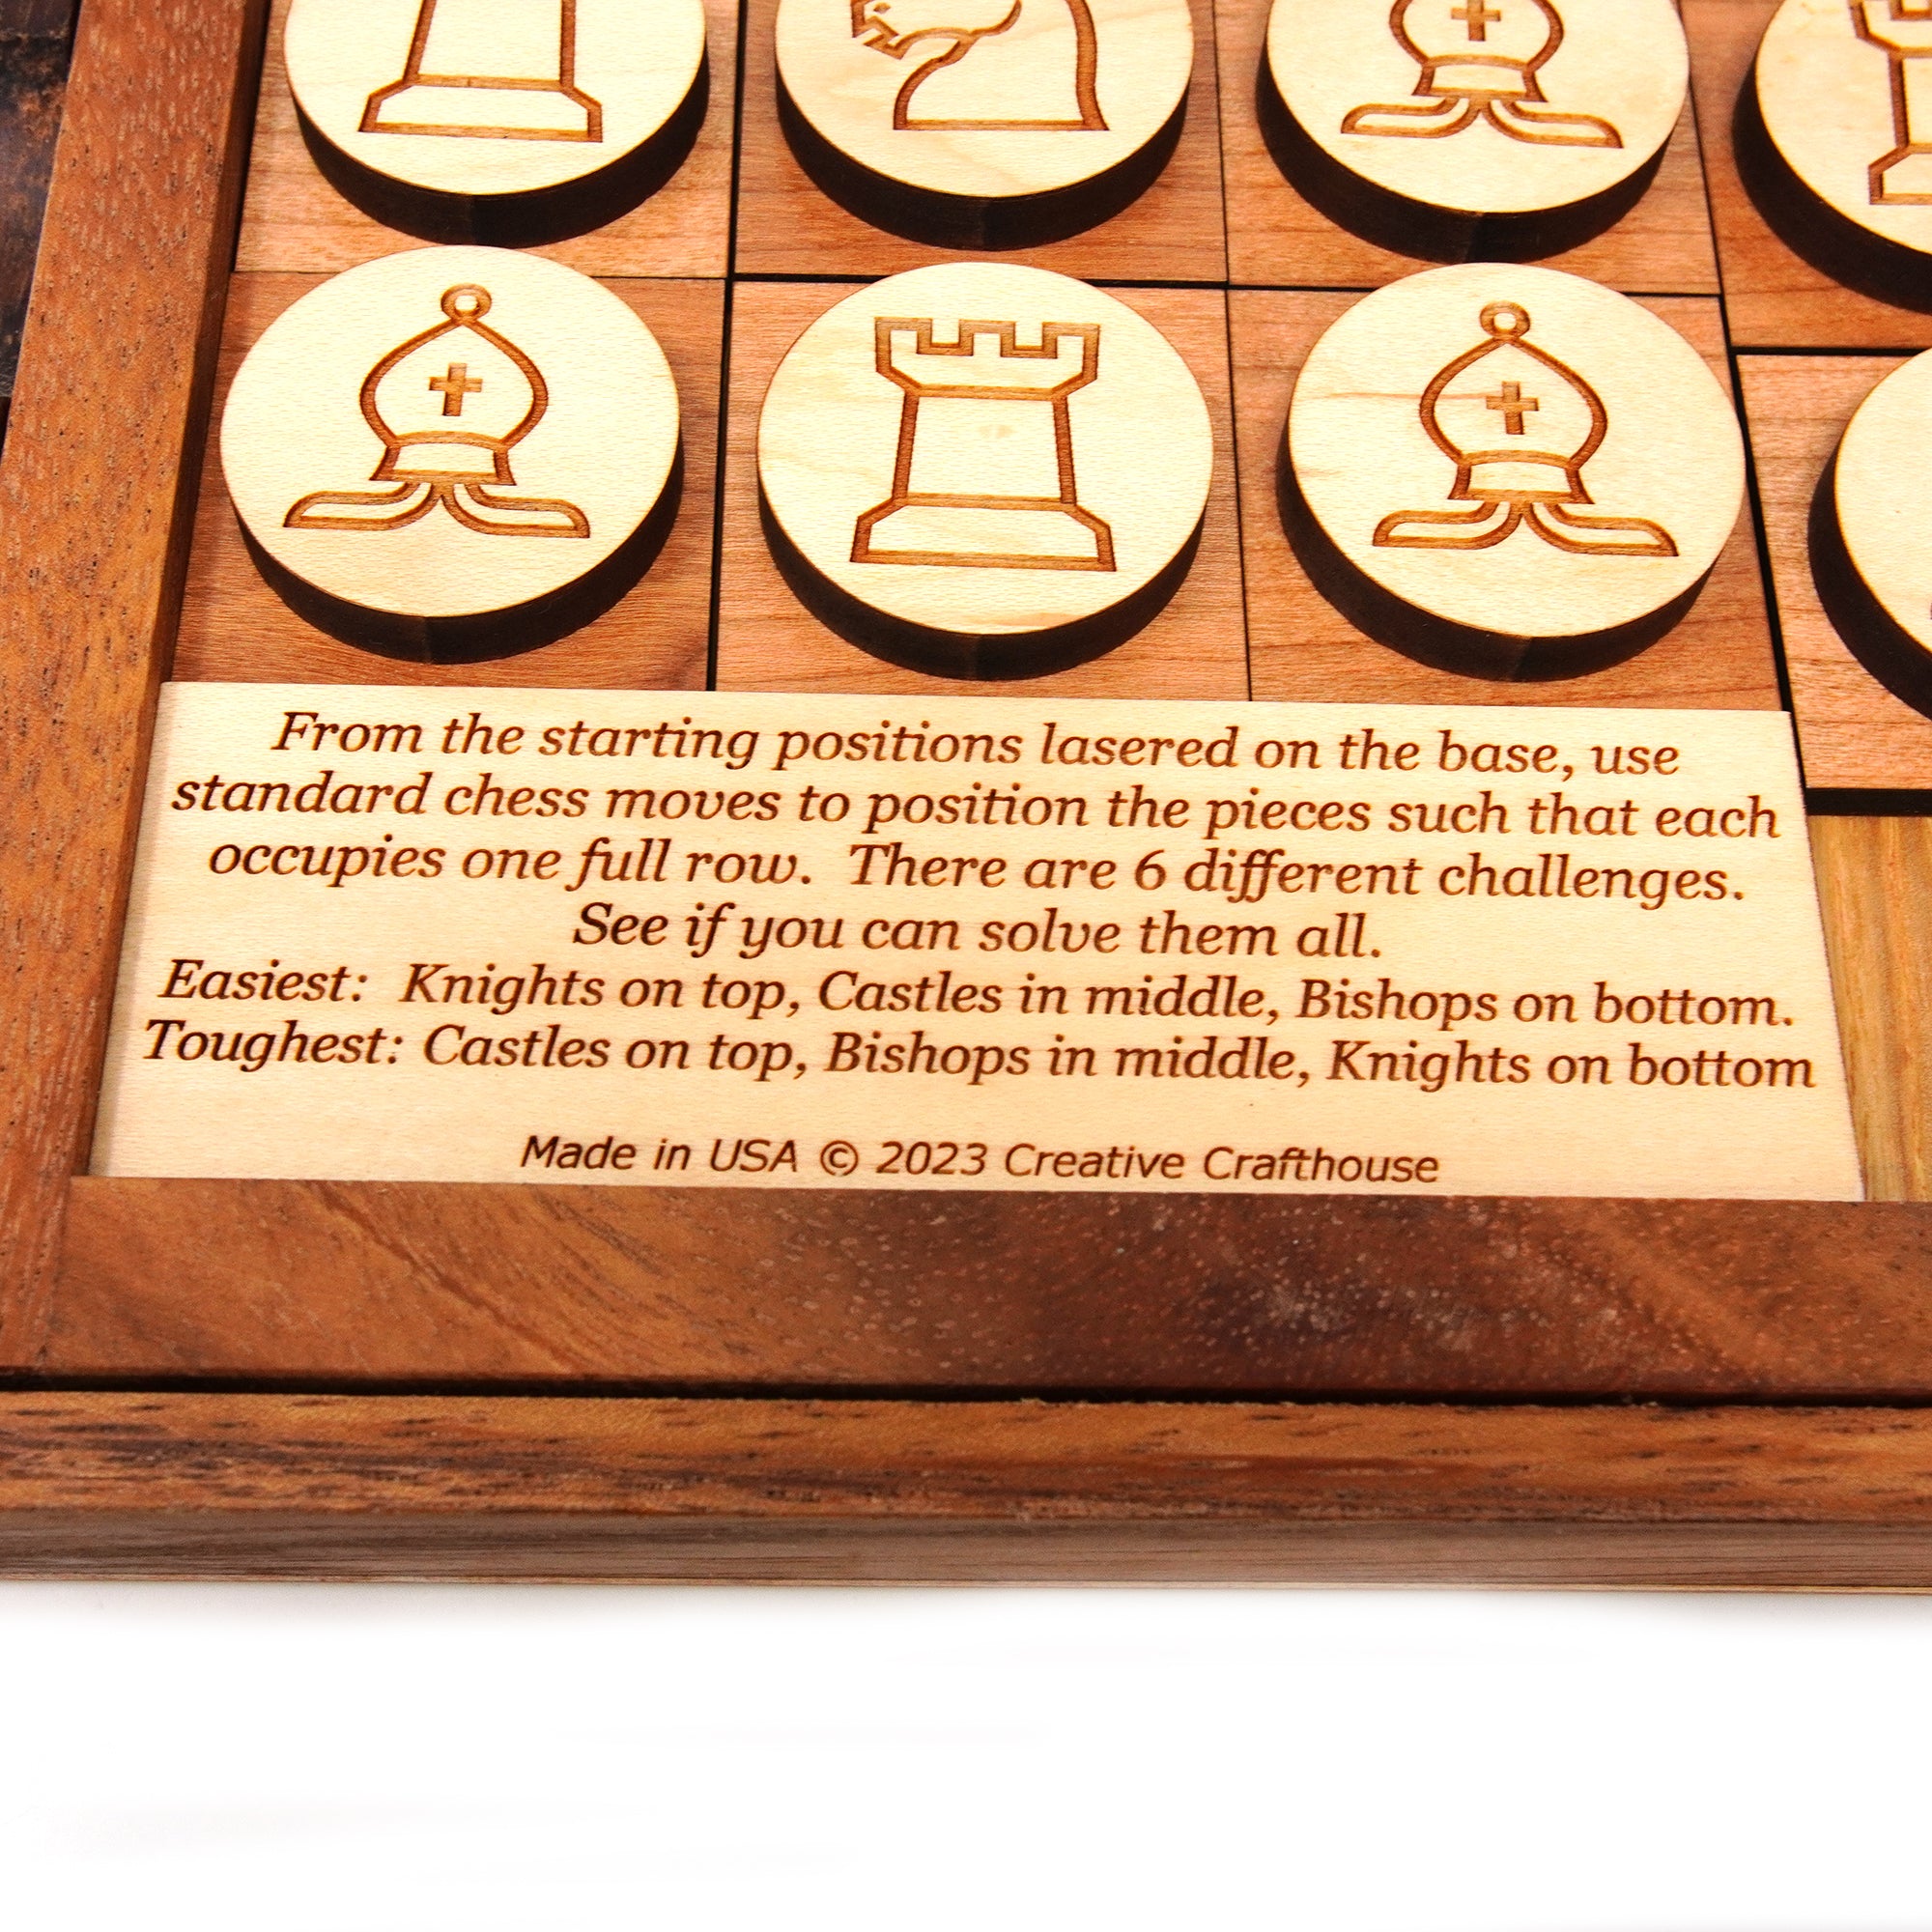 From the starting positions lasered on the base, use
standard chess moves to position the pieces such that each
occupies one full row. There are 6 different challenges.
See if you can solve them all.
Easiest: Knights on top, Castles in middle, Bishops on bottom.
Toughest: Castles on top, Bishops in middle, Knights on bottom
Made in USA © 2023 Creative Crafthouse